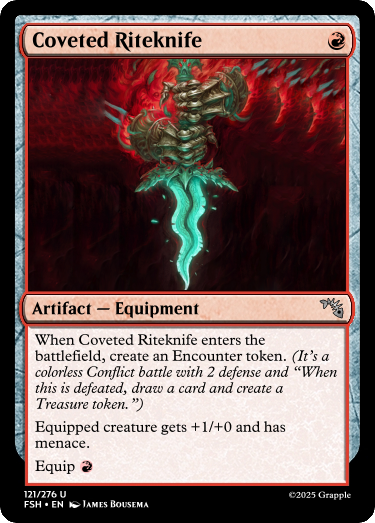 Coveted Riteknife
Artifact — Equipment
When Coveted Riteknife enters the
battlefield, create an Encounter token. (It's a
colorless Conflict battle with 2 defense and “When
this is defeated, draw a card and create a
Treasure token.”)
Equipped creature gets +1/+0 and has
menace.
Equip
121/276 U
FSH • EN James Bousema
©2025 Grapple